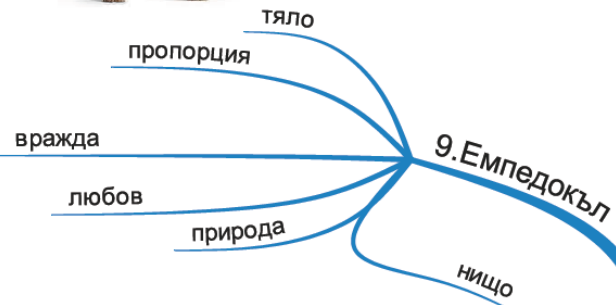 тяло
пропорция
9.Емпедокъл
вражда
любов
природа
нищо